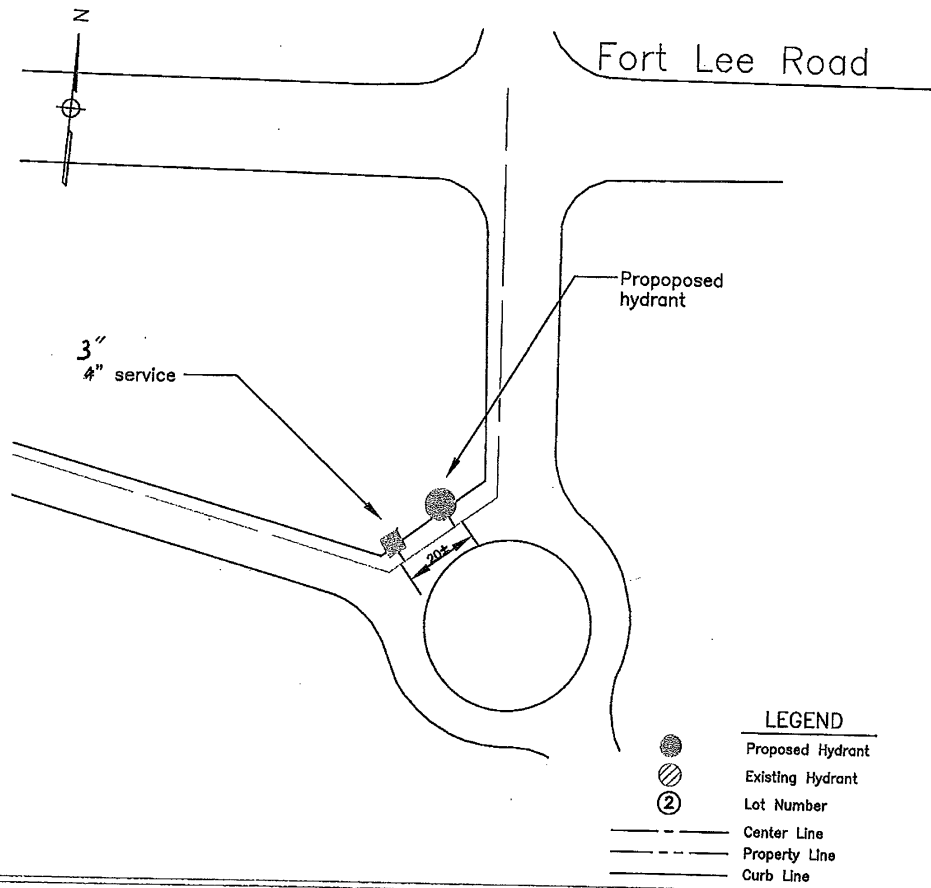 N
Fort Lee Road
Propoposed
hydrant
3"
4" service
20±
LEGEND
Proposed Hydrant
Existing Hydrant
2
Lot Number
Center Line
Property Line
Curb Line